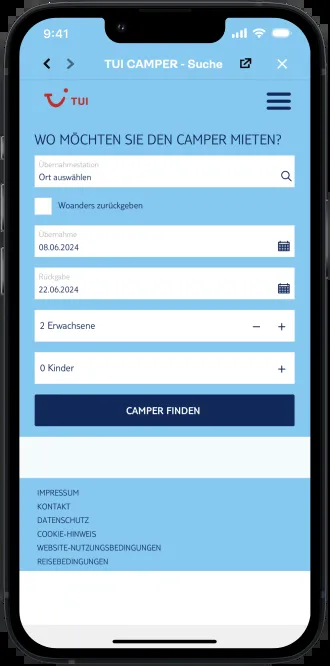 9:41
TUI CAMPER - Suche
TUI
WO MÖCHTEN SIE DEN CAMPER MIETEN?
Übernahmestation
Ort auswählen
Woanders zurückgeben
Übernahme
08.06.2024
Rückgabe
22.06.2024
2 Erwachsene − +
0 Kinder +
CAMPER FINDEN
IMPRESSUM
KONTAKT
DATENSCHUTZ
COOKIE-HINWEIS
WEBSITE-NUTZUNGSBEDINGUNGEN
REISEBEDINGUNGEN